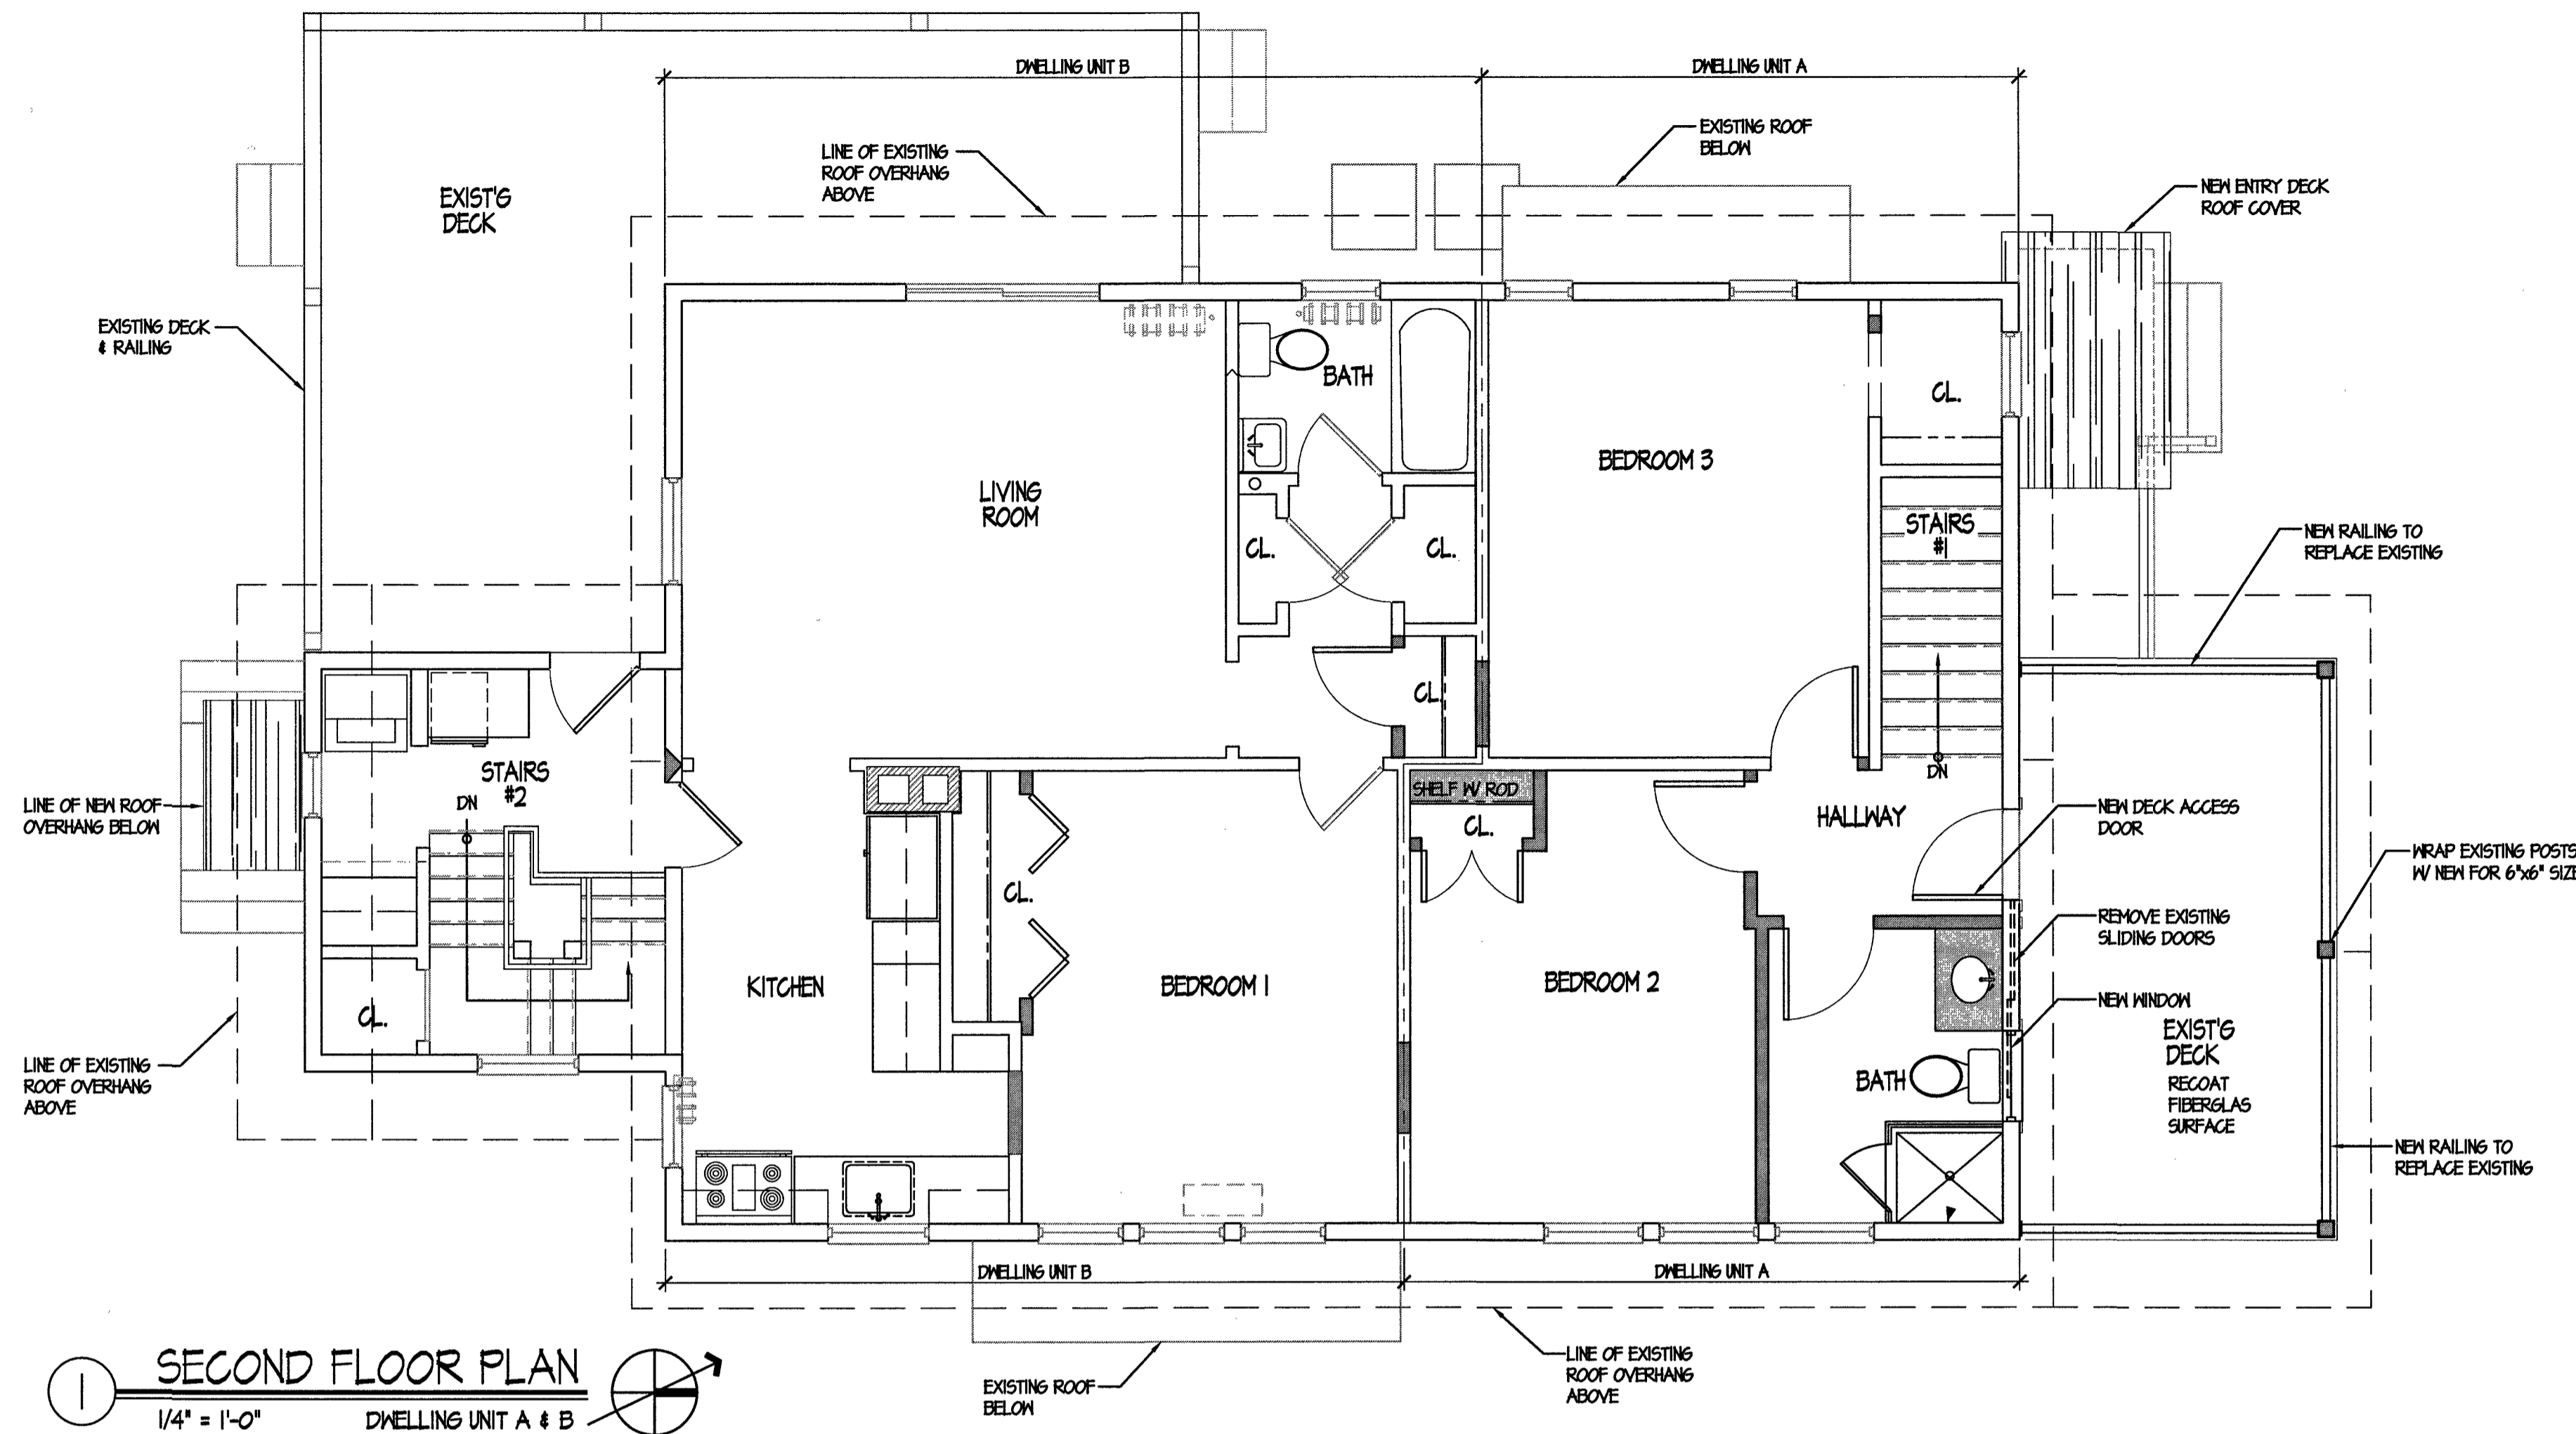 DWELLING UNIT B
DWELLING UNIT A
EXISTING ROOF
BELOW
LINE OF EXISTING
ROOF OVERHANG
ABOVE
EXIST'G
DECK
NEW ENTRY DECK
ROOF COVER
EXISTING DECK
& RAILING
BATH
CL.
BEDROOM 3
LIVING
ROOM
STAIRS
#1
CL.
CL.
NEW RAILING TO
REPLACE EXISTING
CL.
STAIRS
#2
DN
DN
SHELF W/ ROD
CL.
HALLWAY
LINE OF NEW ROOF
OVERHANG BELOW
NEW DECK ACCESS
DOOR
WRAP EXISTING POSTS
W/ NEW FOR 6"x6" SIZE
CL.
REMOVE EXISTING
SLIDING DOORS
KITCHEN
BEDROOM 1
BEDROOM 2
NEW WINDOW
CL.
EXIST'G
DECK
RECOAT
FIBERGLAS
SURFACE
BATH
LINE OF EXISTING
ROOF OVERHANG
ABOVE
NEW RAILING TO
REPLACE EXISTING
DWELLING UNIT B
DWELLING UNIT A
LINE OF EXISTING
ROOF OVERHANG
ABOVE
EXISTING ROOF
BELOW
1
SECOND FLOOR PLAN
1/4" = 1'-0"
DWELLING UNIT A & B